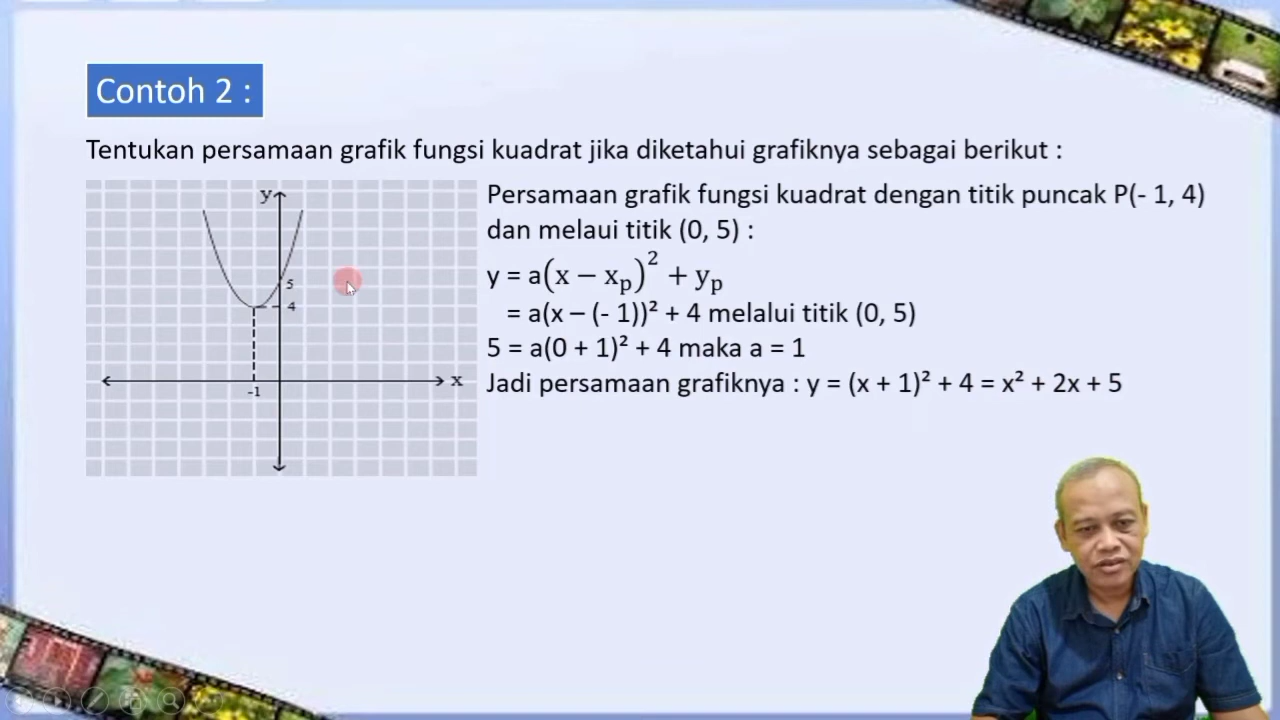 Contoh 2 :
Tentukan persamaan grafik fungsi kuadrat jika diketahui grafiknya sebagai berikut :
y
5
4
x
-1
Persamaan grafik fungsi kuadrat dengan titik puncak P(- 1, 4)
dan melaui titik (0, 5) :
y = a(x − xₚ)² + yₚ
= a(x – (- 1))² + 4 melalui titik (0, 5)
5 = a(0 + 1)² + 4 maka a = 1
Jadi persamaan grafiknya : y = (x + 1)² + 4 = x² + 2x + 5